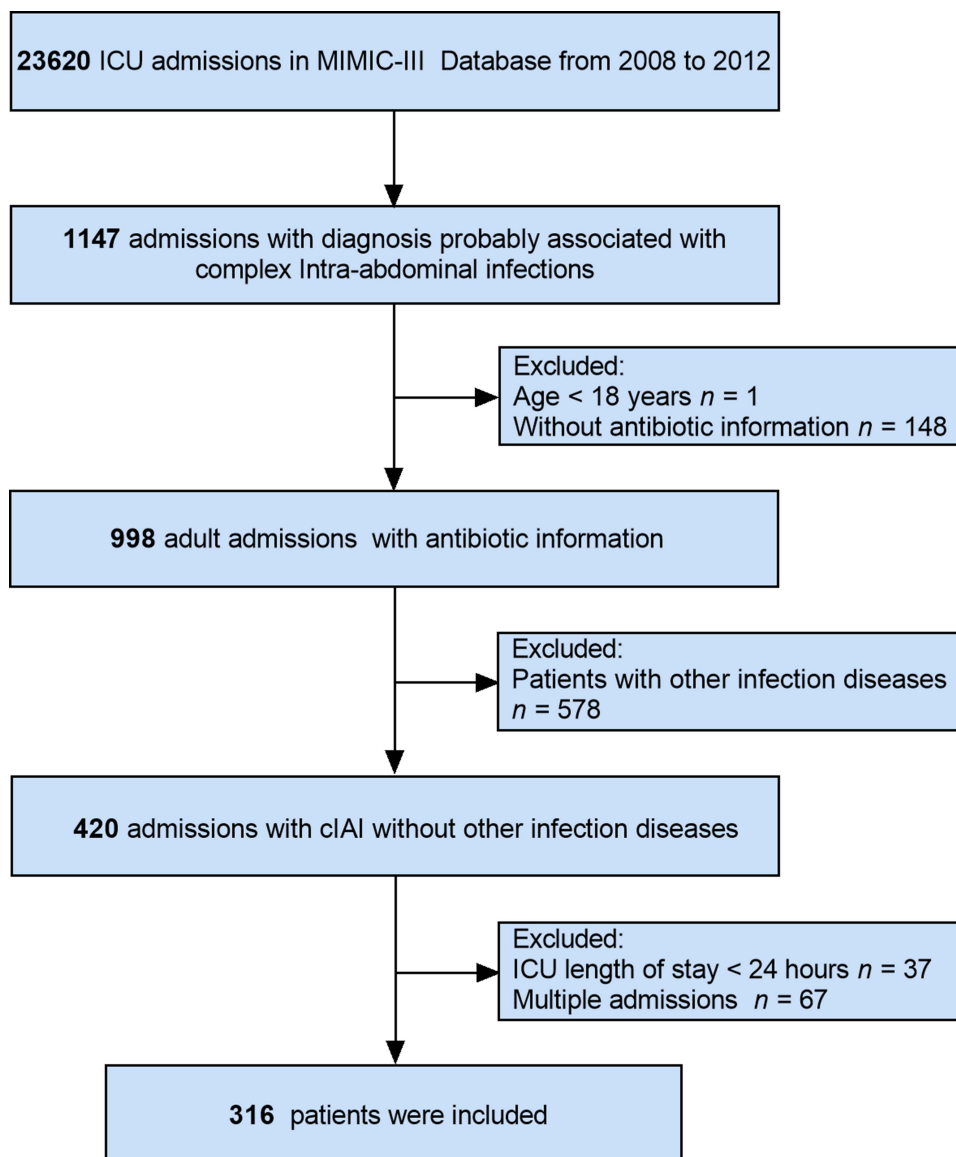 23620 ICU admissions in MIMIC-III Database from 2008 to 2012
1147 admissions with diagnosis probably associated with
complex Intra-abdominal infections
Excluded:
Age < 18 years n = 1
Without antibiotic information n = 148
998 adult admissions with antibiotic information
Excluded:
Patients with other infection diseases
n = 578
420 admissions with cIAI without other infection diseases
Excluded:
ICU length of stay < 24 hours n = 37
Multiple admissions n = 67
316 patients were included